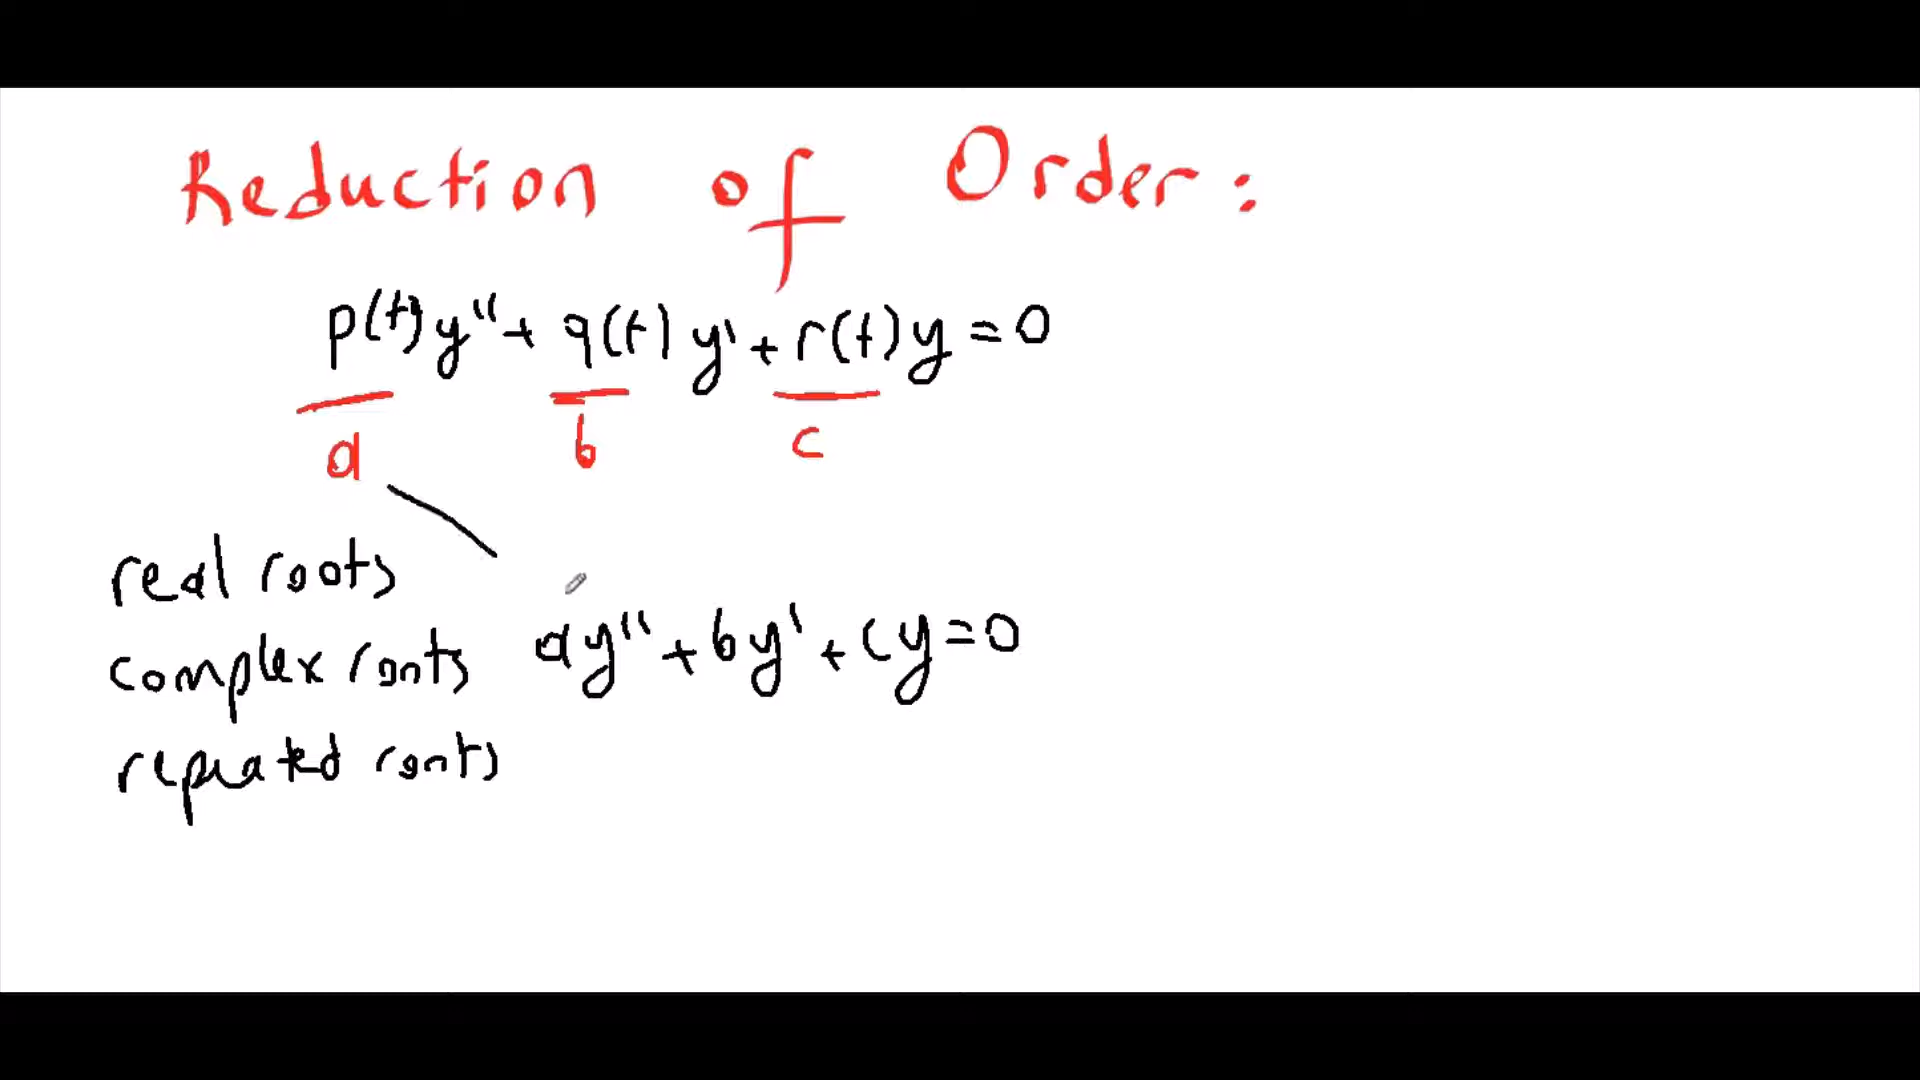 Reduction of Order:
p(t)y'' + q(t)y' + r(t)y = 0
a b c
real roots
complex roots
ay'' + by' + cy = 0
repeated roots